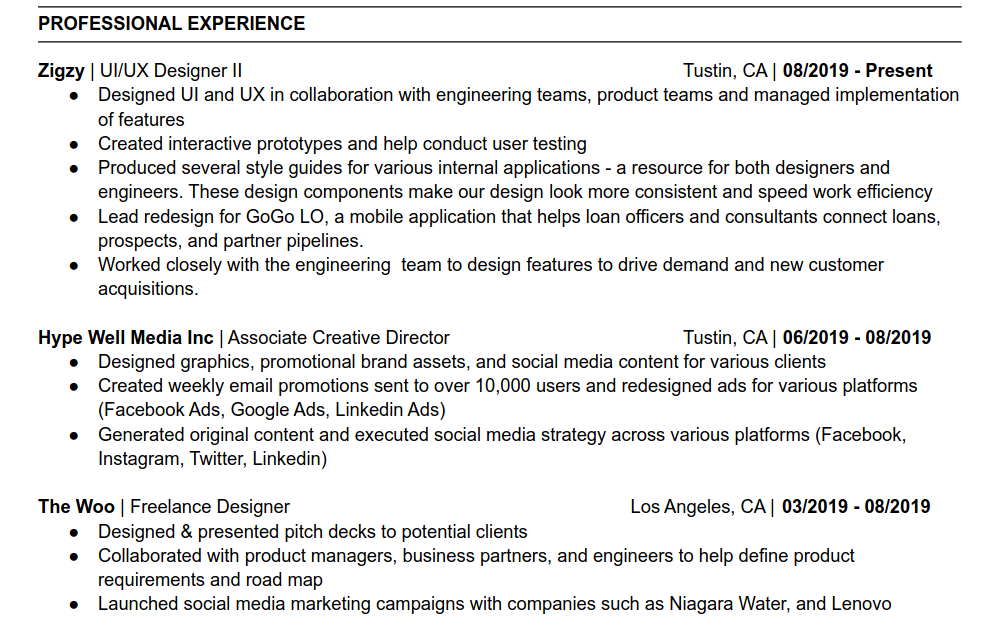 PROFESSIONAL EXPERIENCE
Zigzy | UI/UX Designer II Tustin, CA | 08/2019 - Present
● Designed UI and UX in collaboration with engineering teams, product teams and managed implementation
of features
● Created interactive prototypes and help conduct user testing
● Produced several style guides for various internal applications - a resource for both designers and
engineers. These design components make our design look more consistent and speed work efficiency
● Lead redesign for GoGo LO, a mobile application that helps loan officers and consultants connect loans,
prospects, and partner pipelines.
● Worked closely with the engineering  team to design features to drive demand and new customer
acquisitions.
Hype Well Media Inc | Associate Creative Director Tustin, CA | 06/2019 - 08/2019
● Designed graphics, promotional brand assets, and social media content for various clients
● Created weekly email promotions sent to over 10,000 users and redesigned ads for various platforms
(Facebook Ads, Google Ads, Linkedin Ads)
● Generated original content and executed social media strategy across various platforms (Facebook,
Instagram, Twitter, Linkedin)
The Woo | Freelance Designer Los Angeles, CA | 03/2019 - 08/2019
● Designed & presented pitch decks to potential clients
● Collaborated with product managers, business partners, and engineers to help define product
requirements and road map
● Launched social media marketing campaigns with companies such as Niagara Water, and Lenovo